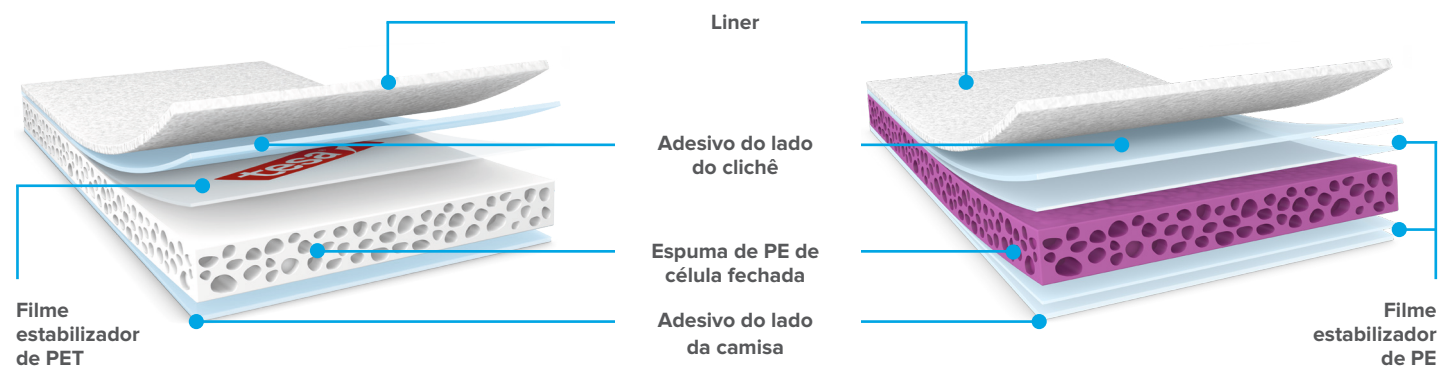 Liner
Adesivo do lado
do clichê
Espuma de PE de
célula fechada
Adesivo do lado
da camisa
Filme
estabilizador
de PET
Filme
estabilizador
de PE
tesa